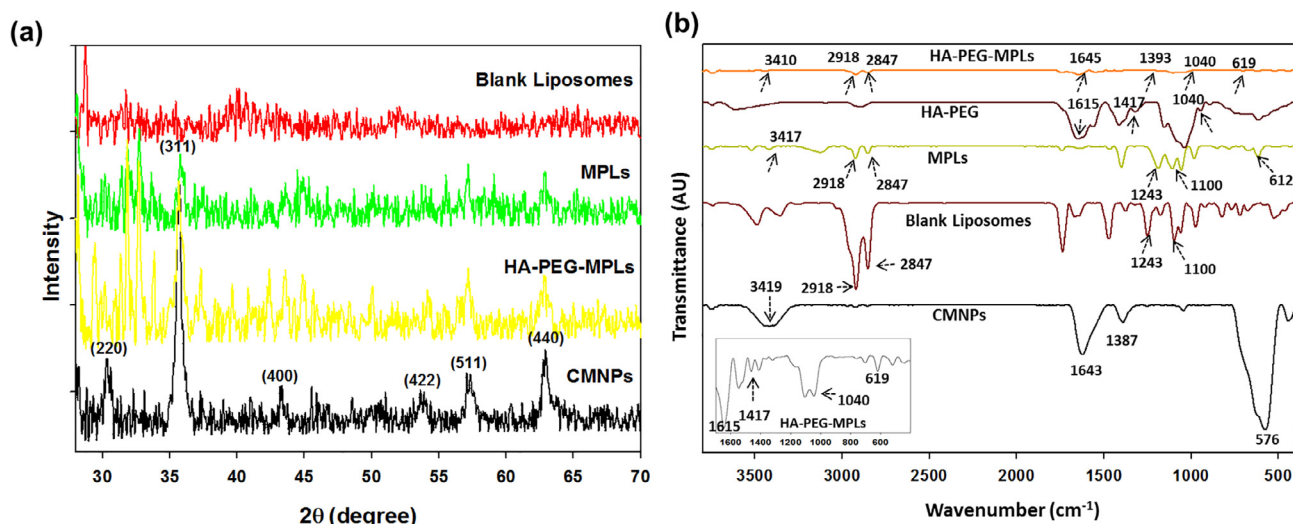 (a)
Blank Liposomes
(311)
MPLs
HA-PEG-MPLs
(220)
(400)
(422)
(511)
(440)
CMNPs
Intensity
30 35 40 45 50 55 60 65 70
2θ (degree)
(b)
HA-PEG-MPLs
3410
2918
2847
1645
1393
1040
619
HA-PEG
1615
1417
1040
MPLs
3417
2918
2847
1243
1100
612
Blank Liposomes
2918
2847
1243
1100
CMNPs
3419
1643
1387
576
1615
1417
1040
619
HA-PEG-MPLs
1600 1400 1200 1000 800 600
Transmittance (AU)
3500 3000 2500 2000 1500 1000 500
Wavenumber (cm⁻¹)